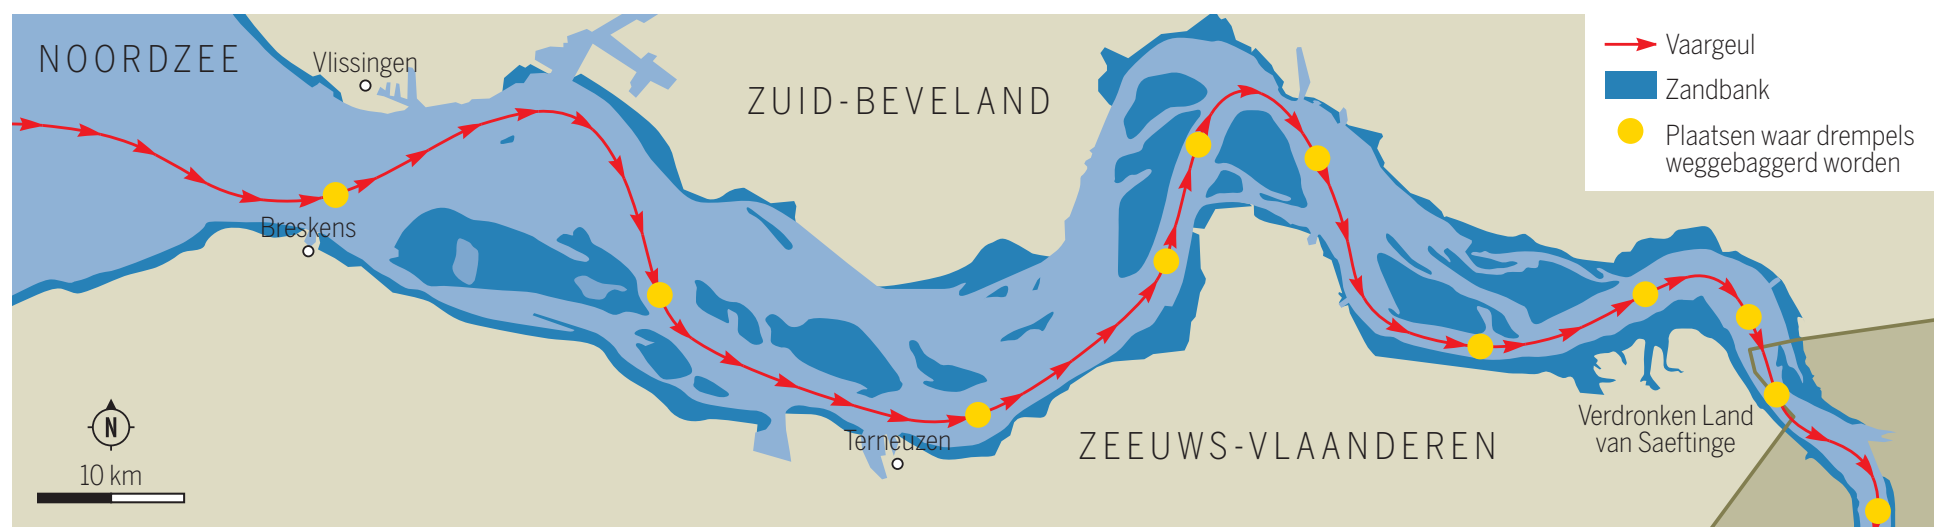 NOORDZEE
Vlissingen
ZUID-BEVELAND
Vaargeul
Zandbank
Plaatsen waar drempels
weggebaggerd worden
Breskens
Terneuzen
ZEEUWS-VLAANDEREN
Verdronken Land
van Saeftinge
N
10 km